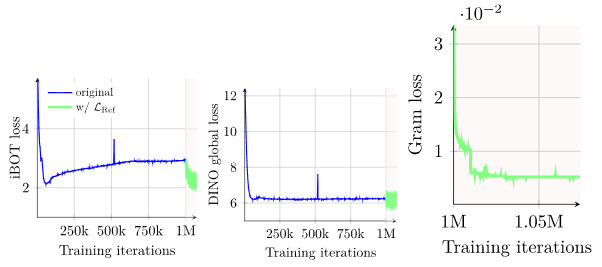 ·10⁻²
original
w/ ℒRef
iBOT loss
4
2
250k 500k 750k 1M
Training iterations
DINO global loss
12
10
8
6
250k 500k 750k 1M
Training iterations
Gram loss
3
2
1
1M 1.05M
Training iterations